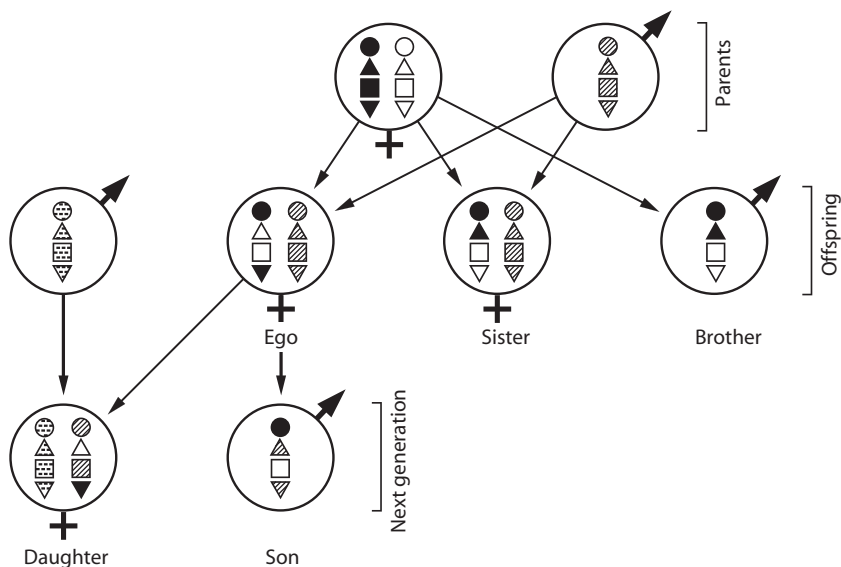 Parents
Offspring
Ego
Sister
Brother
Next generation
Daughter
Son